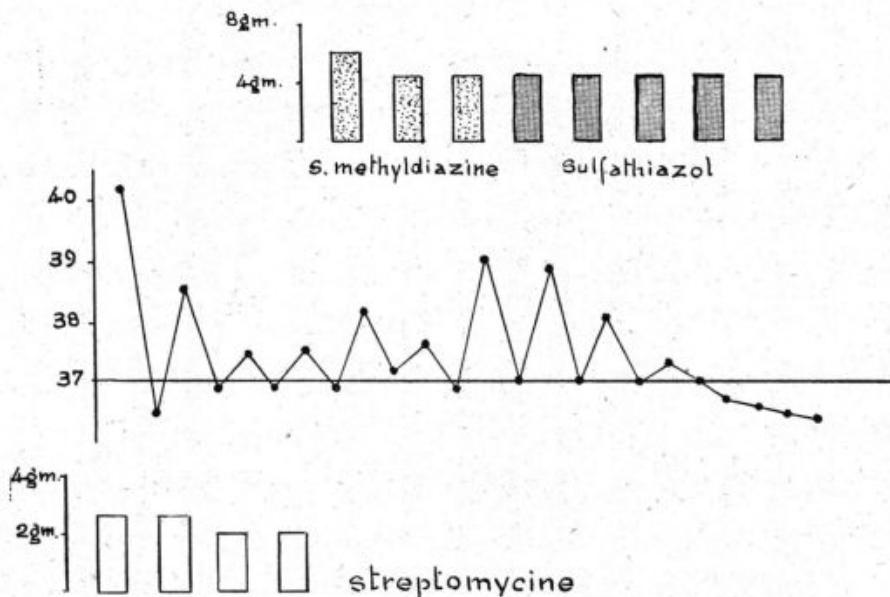 8gm.
4gm.
S. methyldiazine Sulfathiazol
40
39
38
37
4gm.
2gm.
streptomycine